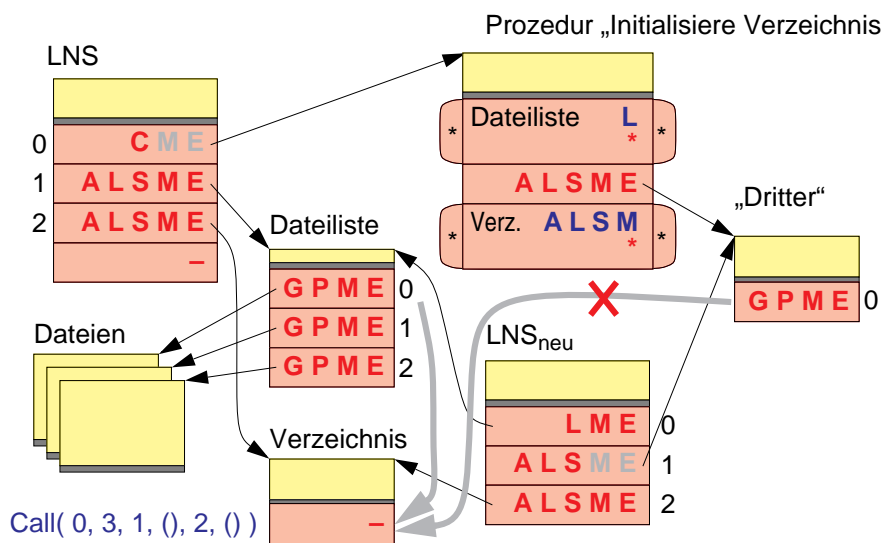 Prozedur „Initialisiere Verzeichnis
LNS
0 C M E
1 A L S M E
2 A L S M E
–
* Dateiliste L *
*
A L S M E
* Verz. A L S M *
*
„Dritter“
G P M E 0
Dateiliste
G P M E 0
G P M E 1
G P M E 2
Dateien
LNSneu
L M E 0
A L S M E 1
A L S M E 2
Verzeichnis
–
Call( 0, 3, 1, (), 2, () )